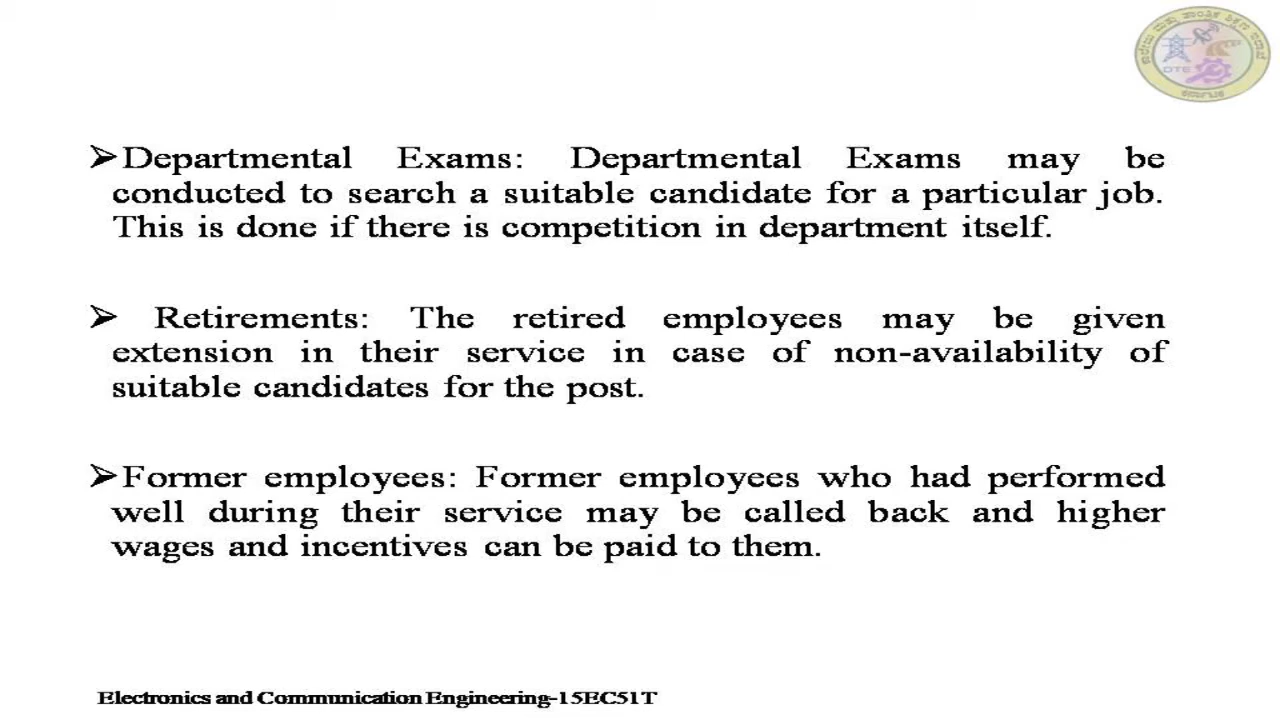 DTE
➢Departmental Exams: Departmental Exams may be
conducted to search a suitable candidate for a particular job.
This is done if there is competition in department itself.
➢ Retirements: The retired employees may be given
extension in their service in case of non-availability of
suitable candidates for the post.
➢Former employees: Former employees who had performed
well during their service may be called back and higher
wages and incentives can be paid to them.
Electronics and Communication Engineering-15EC51T